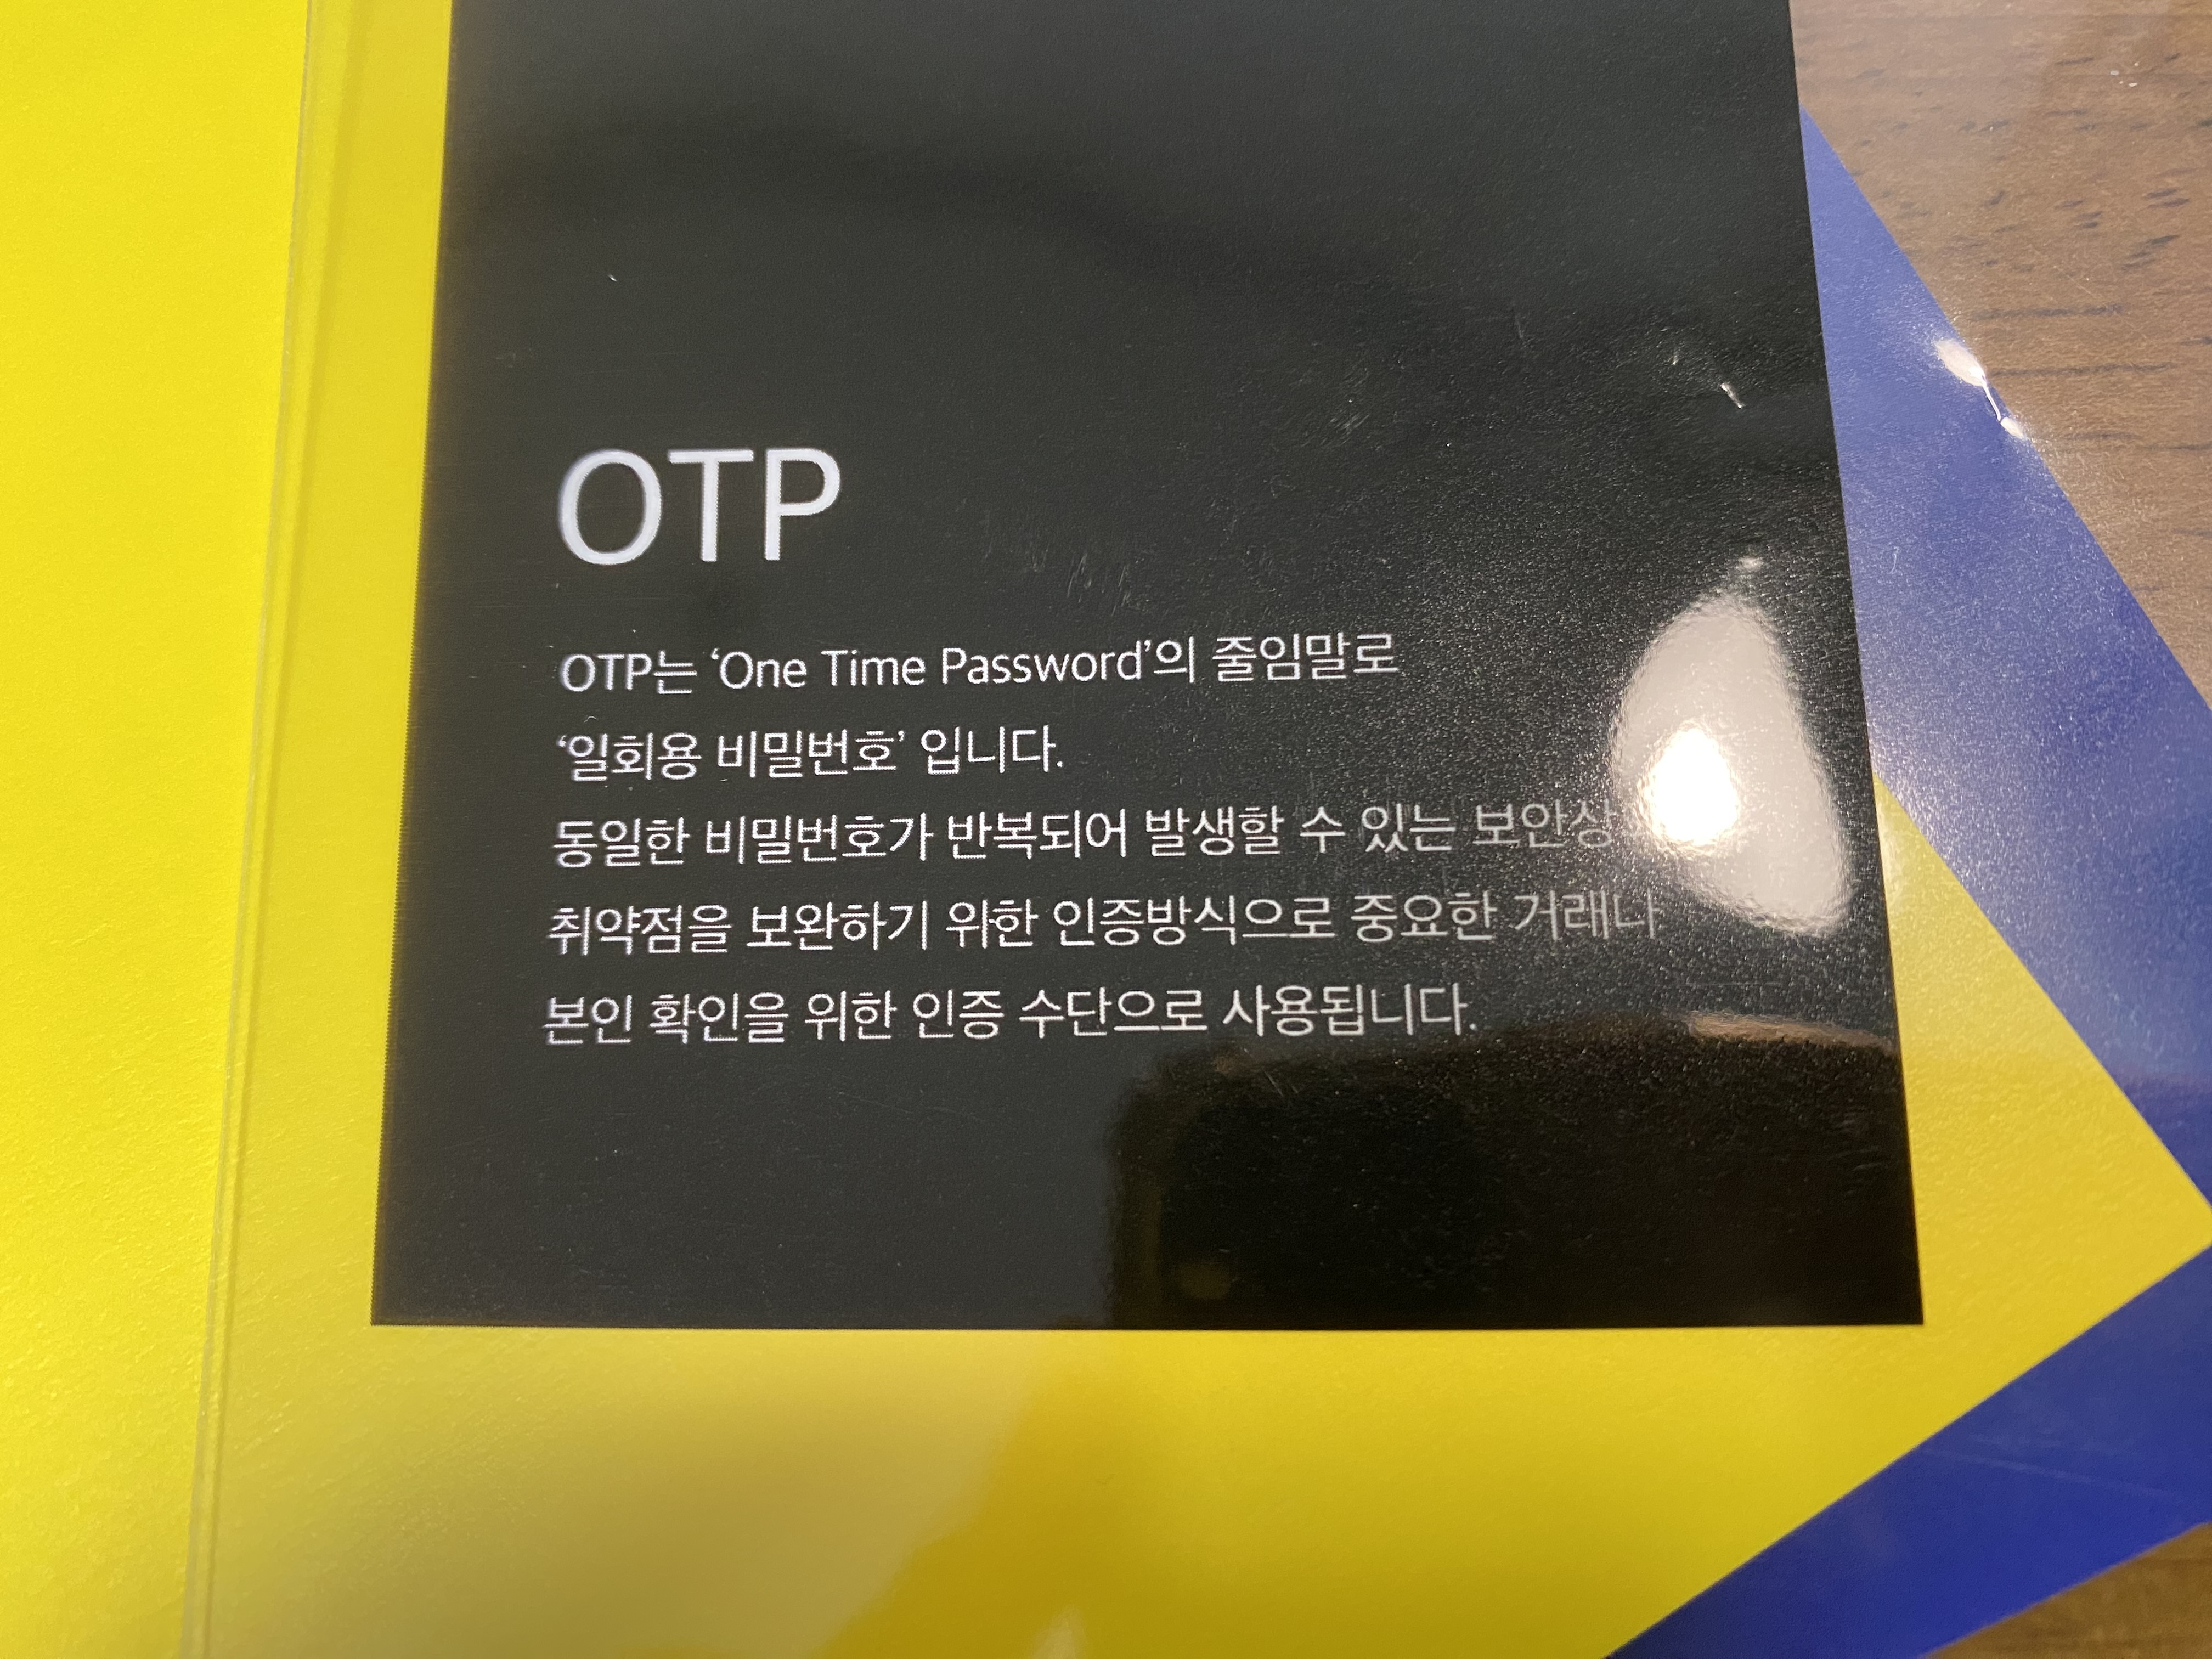 OTP
OTP는 ‘One Time Password’의 줄임말로
‘일회용 비밀번호’ 입니다.
동일한 비밀번호가 반복되어 발생할 수 있는 보안상
취약점을 보완하기 위한 인증방식으로 중요한 거래나
본인 확인을 위한 인증 수단으로 사용됩니다.